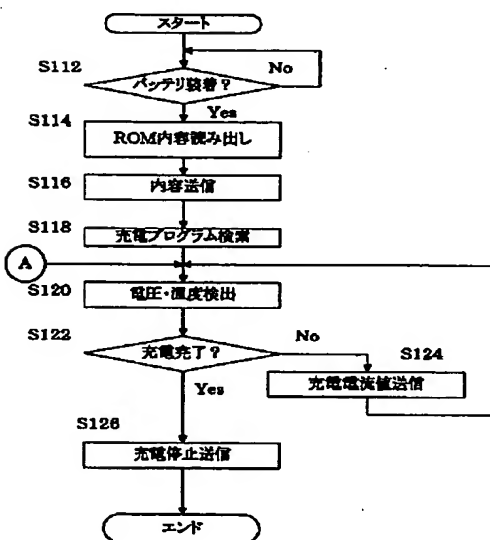 スタート
S112
バッテリ装着?
No
Yes
S114
ROM内容読み出し
S116
内容送信
S118
充電プログラム検索
A
S120
電圧・温度検出
S122
充電完了?
No
Yes
S124
充電電流値送信
S126
充電停止送信
エンド